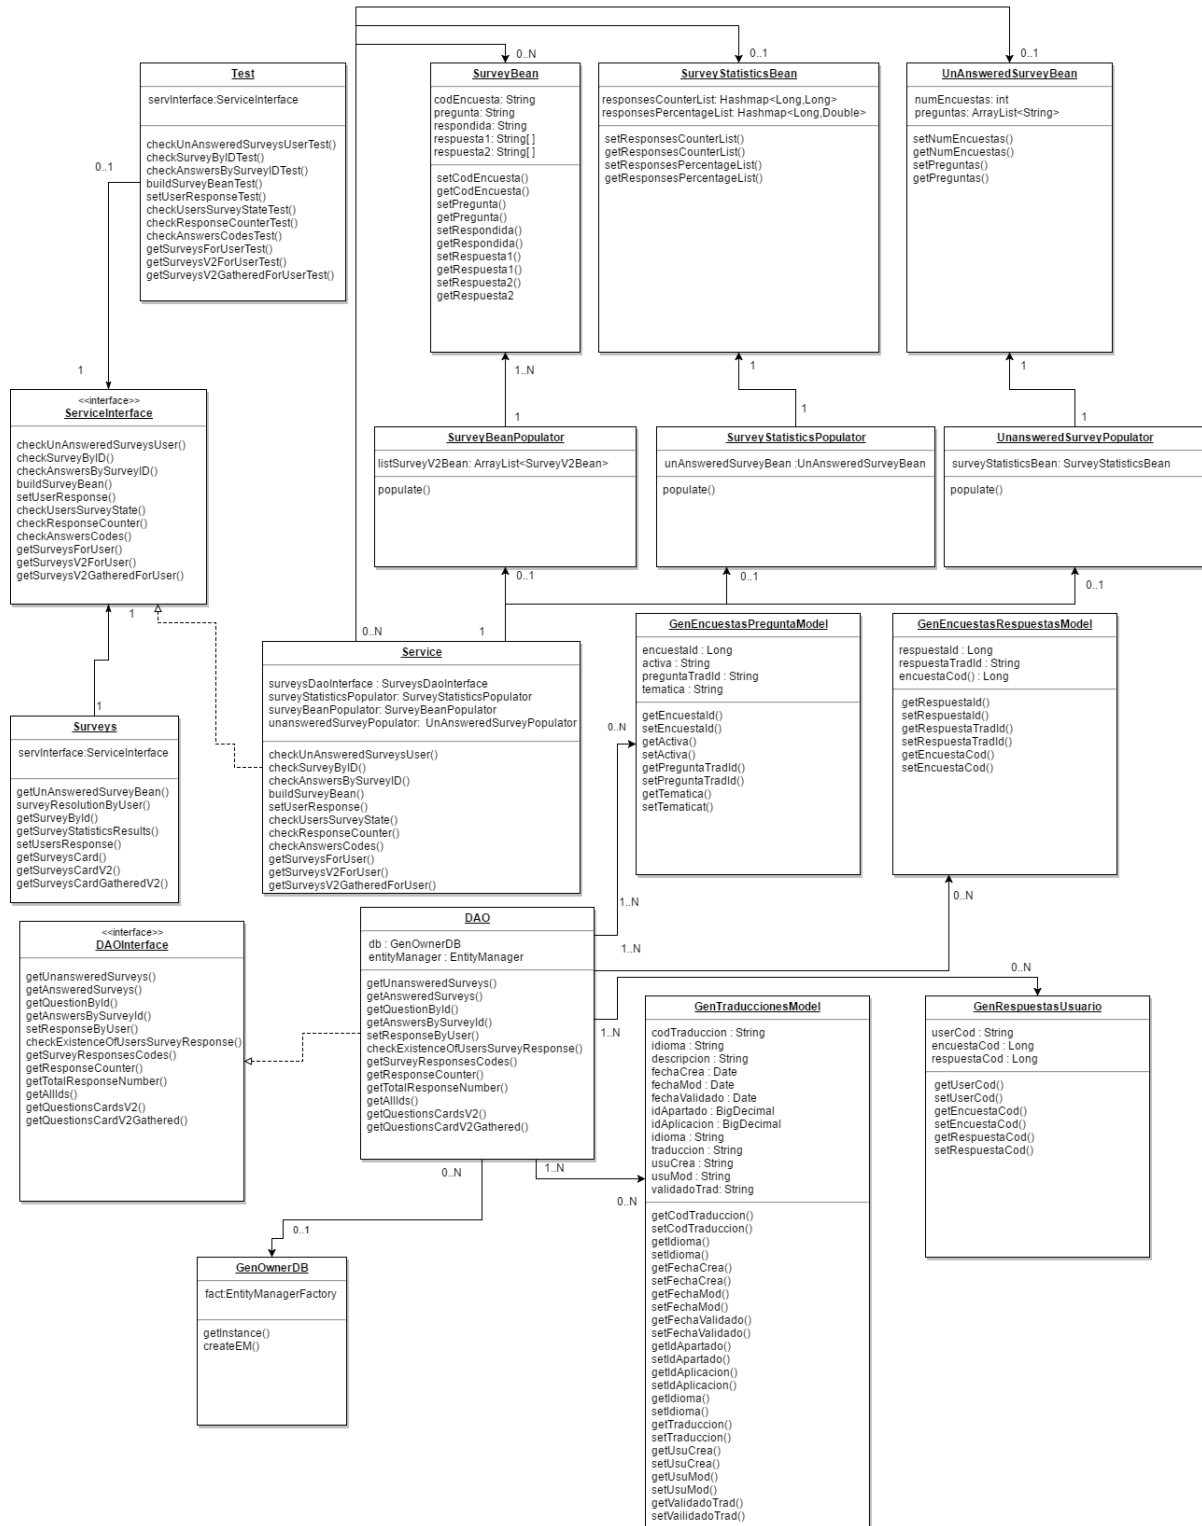 0..N
0..1
0..1
Test
servInterface:ServiceInterface
checkUnAnsweredSurveysUserTest()
checkSurveyByIDTest()
checkAnswersBySurveyIDTest()
buildSurveyBeanTest()
setUserResponseTest()
checkUsersSurveyStateTest()
checkResponseCounterTest()
checkAnswersCodesTest()
getSurveysForUserTest()
getSurveysV2ForUserTest()
getSurveysV2GatheredForUserTest()
SurveyBean
codEncuesta: String
pregunta: String
respondida: String
respuesta1: String[ ]
respuesta2: String[ ]
setCodEncuesta()
getCodEncuesta()
setPregunta()
getPregunta()
setRespondida()
getRespondida()
setRespuesta1()
getRespuesta1()
setRespuesta2()
getRespuesta2
SurveyStatisticsBean
responsesCounterList: Hashmap<Long,Long>
responsesPercentageList: Hashmap<Long,Double>
setResponsesCounterList()
getResponsesCounterList()
setResponsesPercentageList()
getResponsesPercentageList()
UnAnsweredSurveyBean
numEncuestas: int
preguntas: ArrayList<String>
setNumEncuestas()
getNumEncuestas()
setPreguntas()
getPreguntas()
0..1
1
1..N
1
1
1
1
1
<<interface>>
ServiceInterface
checkUnAnsweredSurveysUser()
checkSurveyByID()
checkAnswersBySurveyID()
buildSurveyBean()
setUserResponse()
checkUsersSurveyState()
checkResponseCounter()
checkAnswersCodes()
getSurveysForUser()
getSurveysV2ForUser()
getSurveysV2GatheredForUser()
SurveyBeanPopulator
listSurveyV2Bean: ArrayList<SurveyV2Bean>
populate()
SurveyStatisticsPopulator
unAnsweredSurveyBean :UnAnsweredSurveyBean
populate()
UnansweredSurveyPopulator
surveyStatisticsBean: SurveyStatisticsBean
populate()
0..1
0..1
0..1
1
0..N
1
1
Service
surveysDaoInterface : SurveysDaoInterface
surveyStatisticsPopulator: SurveyStatisticsPopulator
surveyBeanPopulator: SurveyBeanPopulator
unansweredSurveyPopulator: UnAnsweredSurveyPopulator
checkUnAnsweredSurveysUser()
checkSurveyByID()
checkAnswersBySurveyID()
buildSurveyBean()
setUserResponse()
checkUsersSurveyState()
checkResponseCounter()
checkAnswersCodes()
getSurveysForUser()
getSurveysV2ForUser()
getSurveysV2GatheredForUser()
GenEncuestasPreguntaModel
encuestaId : Long
activa : String
preguntaTradId : String
tematica : String
getEncuestaId()
setEncuestaId()
getActiva()
setActiva()
getPreguntaTradId()
setPreguntaTradId()
getTematica()
setTematicat()
GenEncuestasRespuestasModel
respuestaId : Long
respuestaTradId : String
encuestaCod() : Long
getRespuestaId()
setRespuestaId()
getRespuestaTradId()
setRespuestaTradId()
getEncuestaCod()
setEncuestaCod()
Surveys
servInterface:ServiceInterface
getUnAnsweredSurveyBean()
surveyResolutionByUser()
getSurveyById()
getSurveyStatisticsResults()
setUsersResponse()
getSurveysCard()
getSurveysCardV2()
getSurveysCardGatheredV2()
0..N
1..N
1..N
0..N
0..N
1..N
<<interface>>
DAOInterface
getUnansweredSurveys()
getAnsweredSurveys()
getQuestionById()
getAnswersBySurveyId()
setResponseByUser()
checkExistenceOfUsersSurveyResponse()
getSurveyResponsesCodes()
getResponseCounter()
getTotalResponseNumber()
getAllIds()
getQuestionsCardsV2()
getQuestionsCardV2Gathered()
DAO
db : GenOwnerDB
entityManager : EntityManager
getUnansweredSurveys()
getAnsweredSurveys()
getQuestionById()
getAnswersBySurveyId()
setResponseByUser()
checkExistenceOfUsersSurveyResponse()
getSurveyResponsesCodes()
getResponseCounter()
getTotalResponseNumber()
getAllIds()
getQuestionsCardsV2()
getQuestionsCardV2Gathered()
GenTraduccionesModel
codTraduccion : String
idioma : String
descripcion : String
fechaCrea : Date
fechaMod : Date
fechaValidado : Date
idApartado : BigDecimal
idAplicacion : BigDecimal
idioma : String
traduccion : String
usuCrea : String
usuMod : String
validadoTrad: String
getCodTraduccion()
setCodTraduccion()
getIdioma()
setIdioma()
getFechaCrea()
setFechaCrea()
getFechaMod()
setFechaMod()
getFechaValidado()
setFechaValidado()
getIdApartado()
setIdApartado()
getIdAplicacion()
setIdAplicacion()
getIdioma()
setIdioma()
getTraduccion()
setTraduccion()
getUsuCrea()
setUsuCrea()
getUsuMod()
setUsuMod()
getValidadoTrad()
setVailidadoTrad()
GenRespuestasUsuario
userCod : String
encuestaCod : Long
respuestaCod : Long
getUserCod()
setUserCod()
getEncuestaCod()
setEncuestaCod()
getRespuestaCod()
setRespuestaCod()
0..N
1..N
0..N
0..1
GenOwnerDB
fact:EntityManagerFactory
getInstance()
createEM()